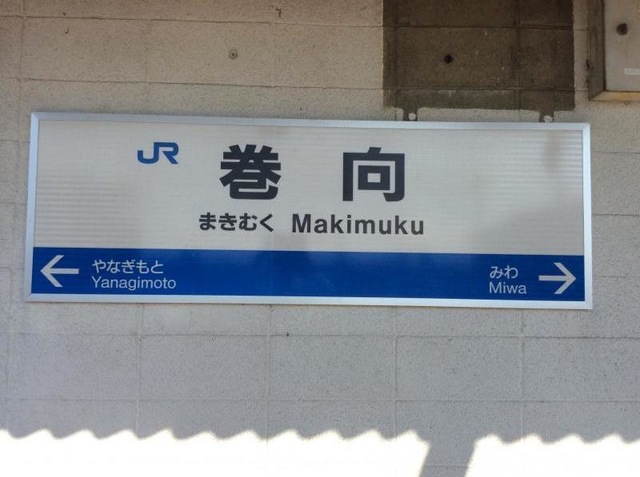 JR 巻向
まきむく Makimuku
← やなぎもと
Yanagimoto
みわ →
Miwa